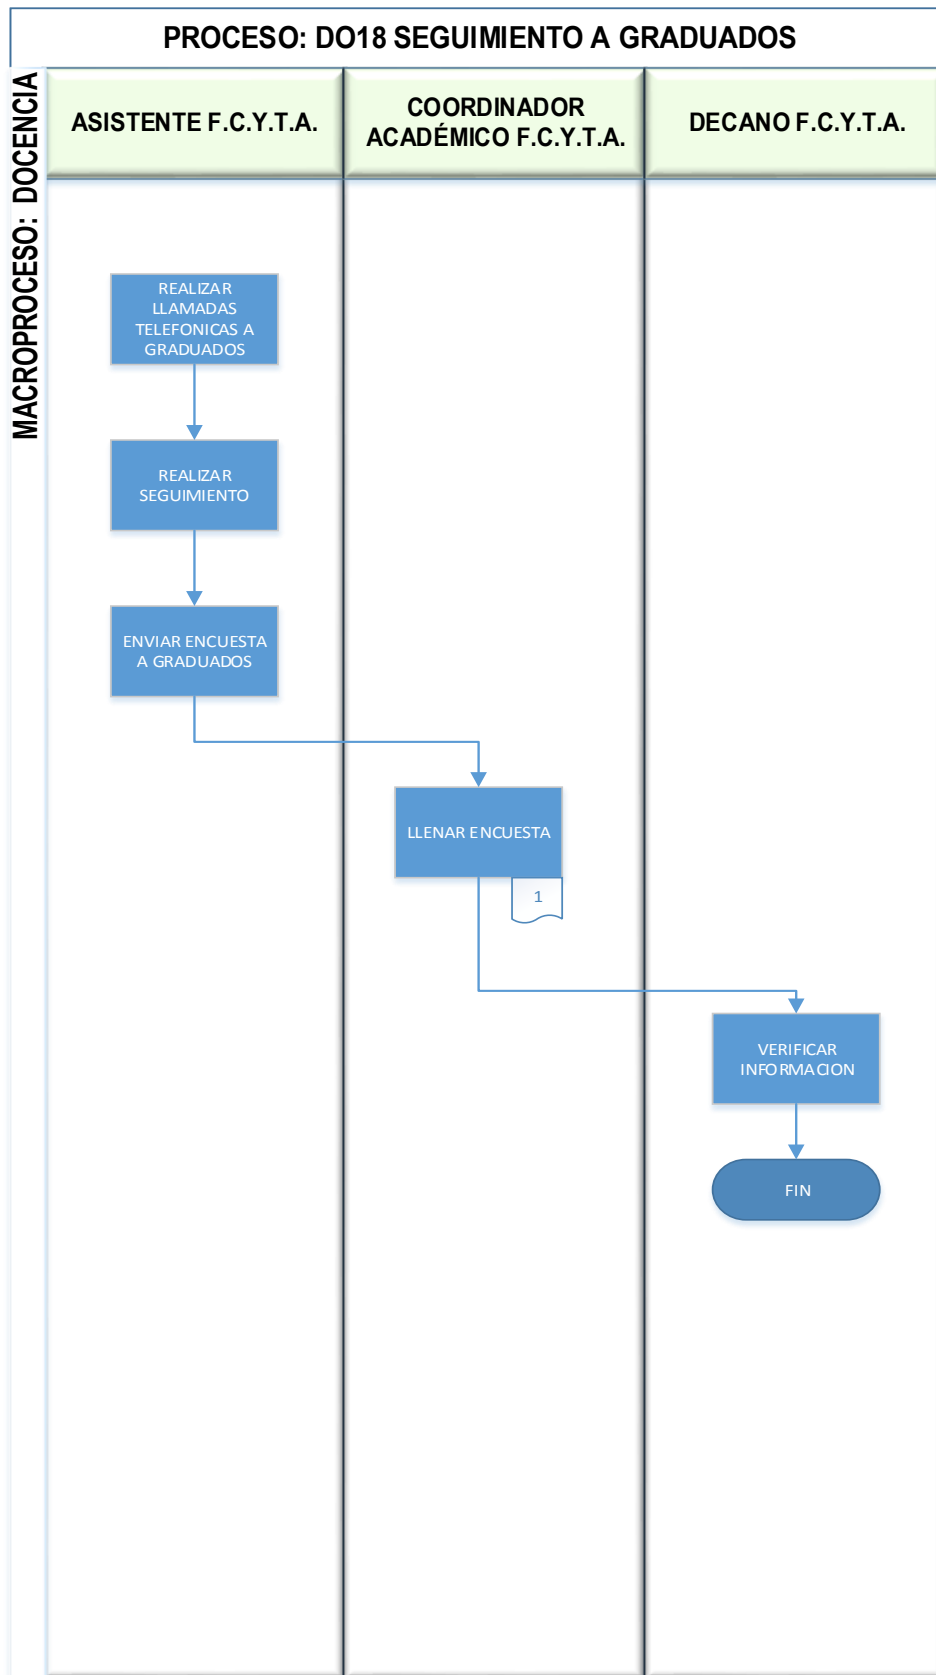 PROCESO: DO18 SEGUIMIENTO A GRADUADOS
MACROPROCESO: DOCENCIA
ASISTENTE F.C.Y.T.A.
COORDINADOR
ACADÉMICO F.C.Y.T.A.
DECANO F.C.Y.T.A.
REALIZAR
LLAMADAS
TELEFONICAS A
GRADUADOS
REALIZAR
SEGUIMIENTO
ENVIAR ENCUESTA
A GRADUADOS
LLENAR ENCUESTA
1
VERIFICAR
INFORMACION
FIN